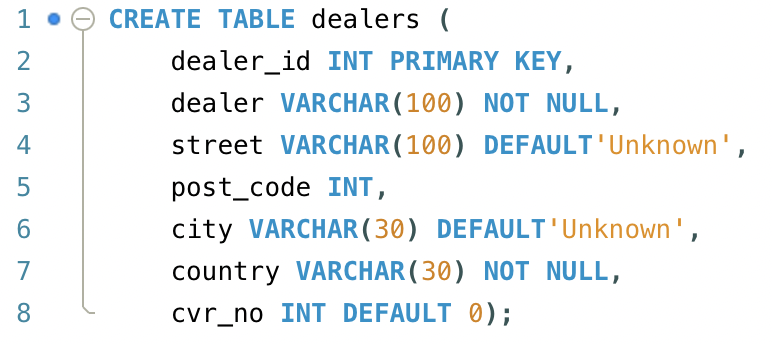 1 CREATE TABLE dealers (
2 dealer_id INT PRIMARY KEY,
3 dealer VARCHAR(100) NOT NULL,
4 street VARCHAR(100) DEFAULT'Unknown',
5 post_code INT,
6 city VARCHAR(30) DEFAULT'Unknown',
7 country VARCHAR(30) NOT NULL,
8 cvr_no INT DEFAULT 0);